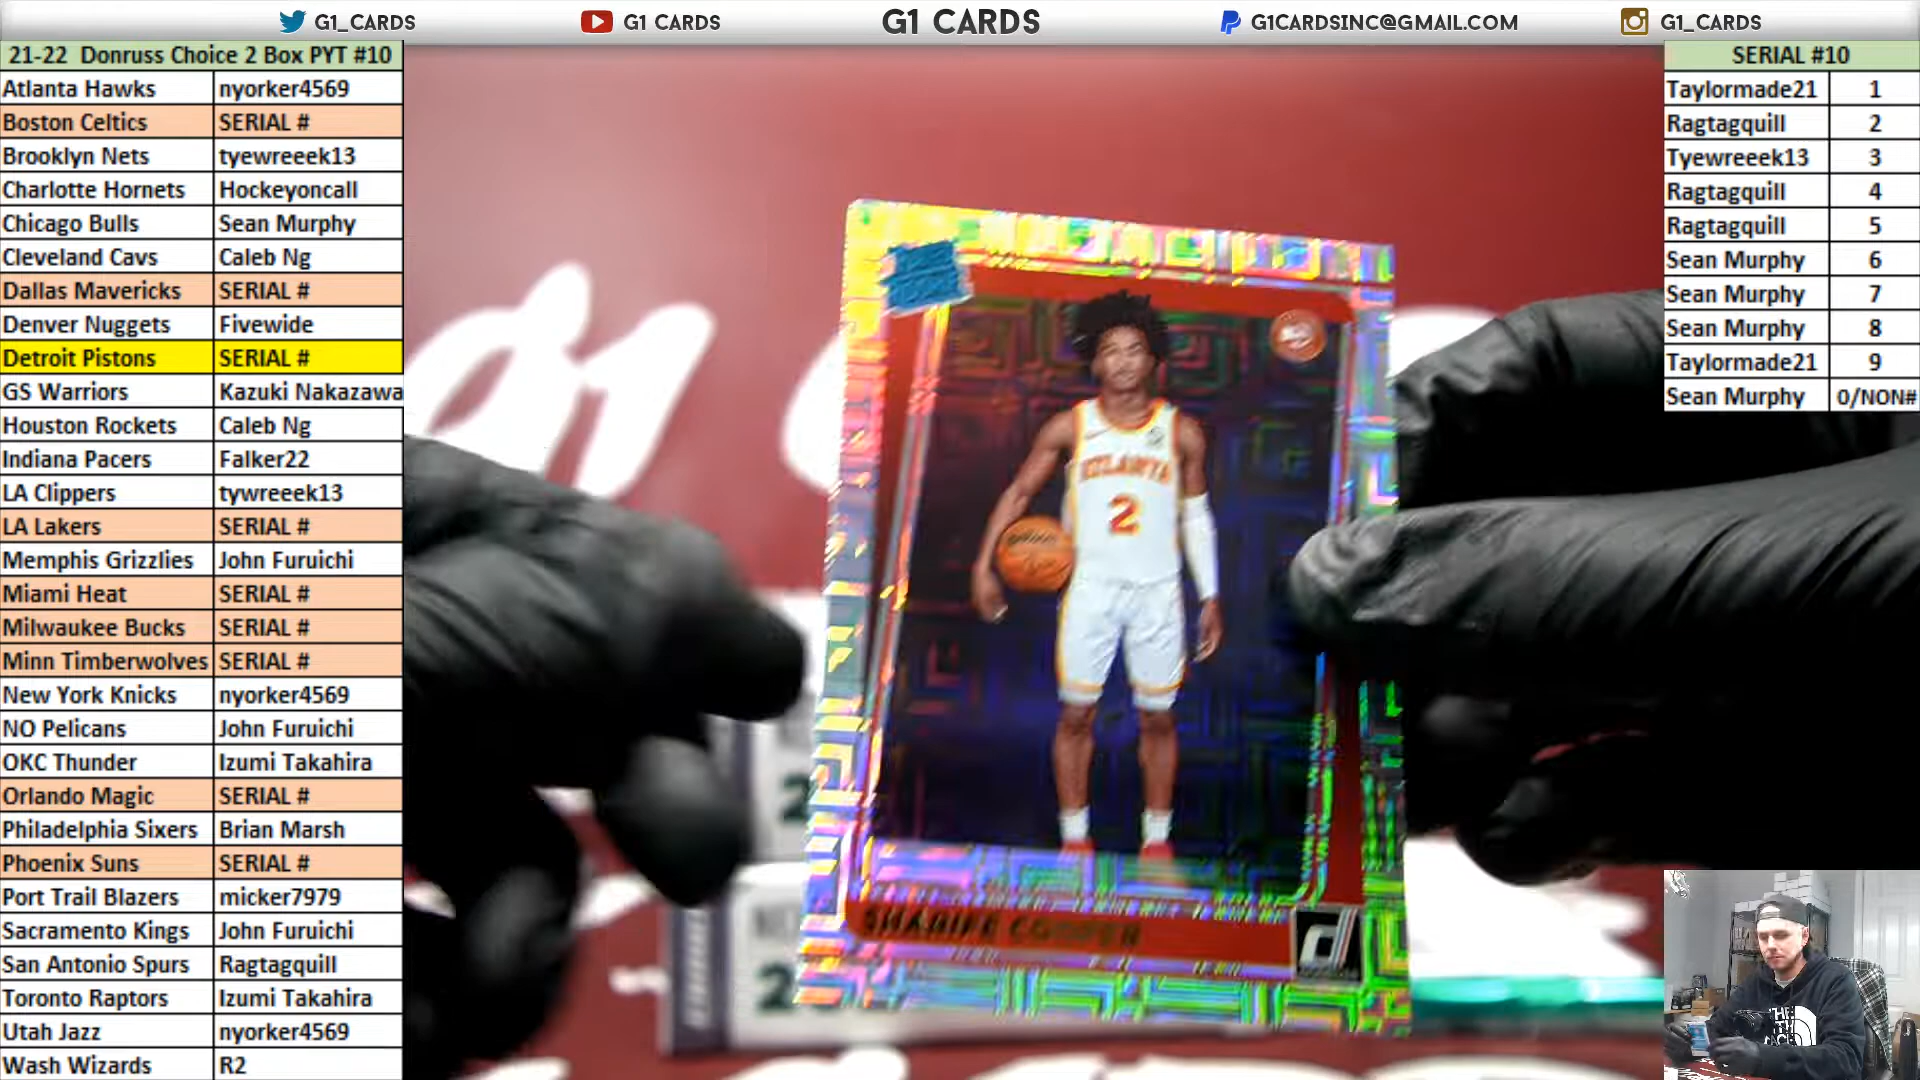 G1_CARDS
G1 CARDS
G1 CARDS
G1CARDSINC@GMAIL.COM
G1_CARDS
21-22 Donruss Choice 2 Box PYT #10
Atlanta Hawks nyorker4569
Boston Celtics SERIAL #
Brooklyn Nets tyewreeek13
Charlotte Hornets Hockeyoncall
Chicago Bulls Sean Murphy
Cleveland Cavs Caleb Ng
Dallas Mavericks SERIAL #
Denver Nuggets Fivewide
Detroit Pistons SERIAL #
GS Warriors Kazuki Nakazawa
Houston Rockets Caleb Ng
Indiana Pacers Falker22
LA Clippers tywreeek13
LA Lakers SERIAL #
Memphis Grizzlies John Furuichi
Miami Heat SERIAL #
Milwaukee Bucks SERIAL #
Minn Timberwolves SERIAL #
New York Knicks nyorker4569
NO Pelicans John Furuichi
OKC Thunder Izumi Takahira
Orlando Magic SERIAL #
Philadelphia Sixers Brian Marsh
Phoenix Suns SERIAL #
Port Trail Blazers micker7979
Sacramento Kings John Furuichi
San Antonio Spurs Ragtagquill
Toronto Raptors Izumi Takahira
Utah Jazz nyorker4569
Wash Wizards R2
SERIAL #10
Taylormade21 1
Ragtagquill 2
Tyewreeek13 3
Ragtagquill 4
Ragtagquill 5
Sean Murphy 6
Sean Murphy 7
Sean Murphy 8
Taylormade21 9
Sean Murphy 0/NON#
g1
ATLANTA
2
SHARIFE COOPER
THE